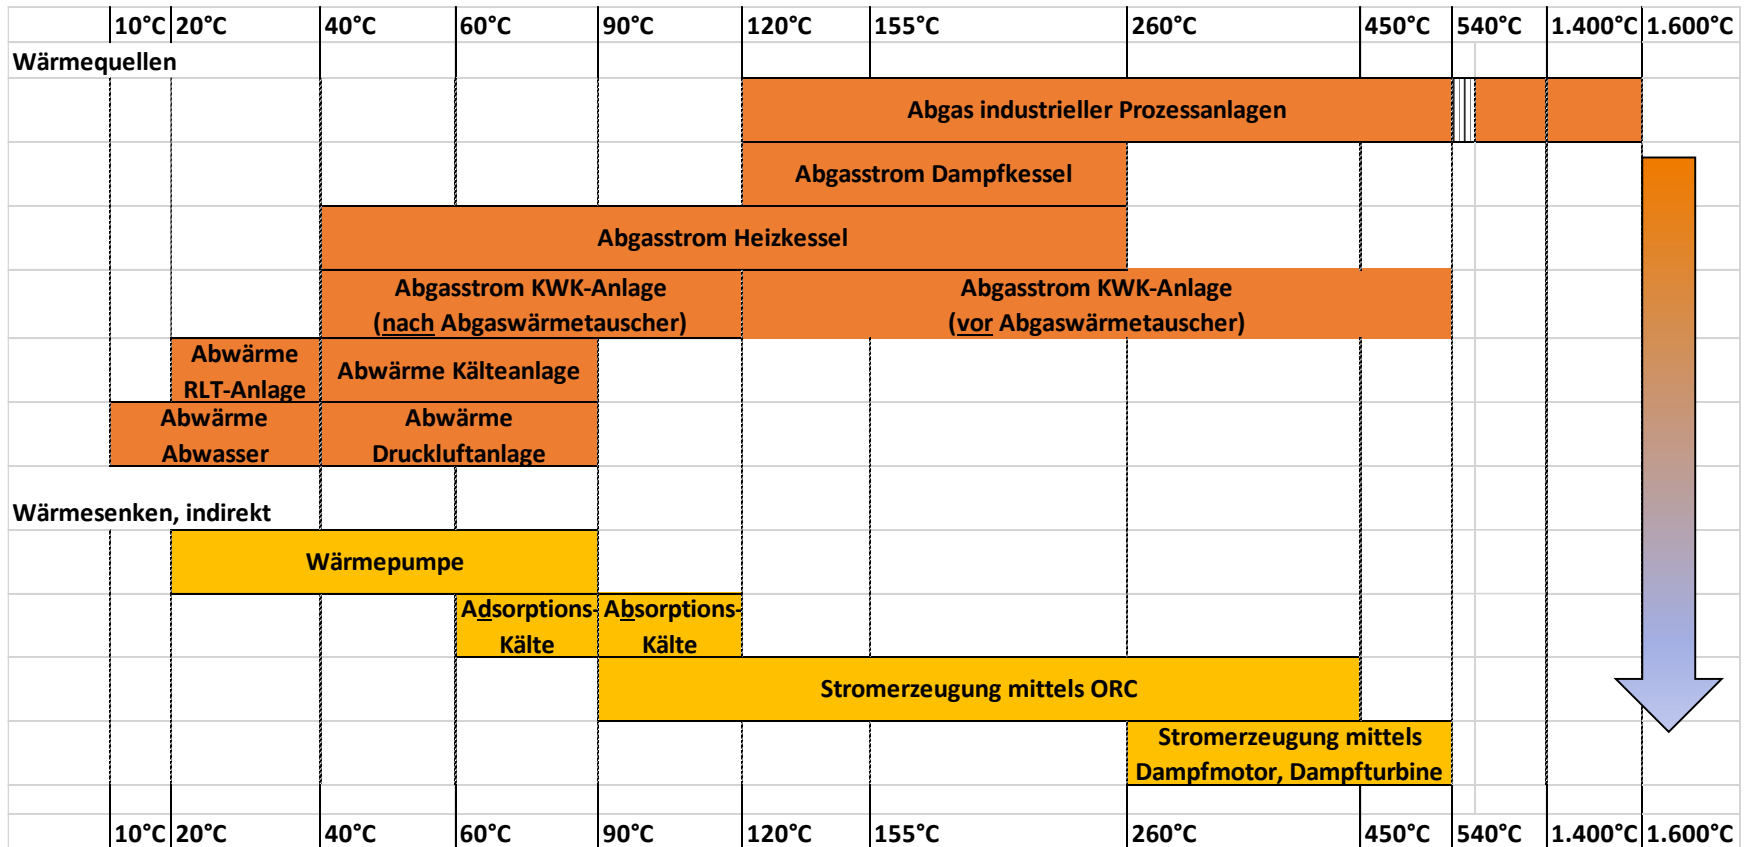 10°C 20°C 40°C 60°C 90°C 120°C 155°C 260°C 450°C 540°C 1.400°C 1.600°C
Wärmequellen
Abgas industrieller Prozessanlagen
Abgasstrom Dampfkessel
Abgasstrom Heizkessel
Abgasstrom KWK-Anlage
(nach Abgaswärmetauscher)
Abgasstrom KWK-Anlage
(vor Abgaswärmetauscher)
Abwärme
RLT-Anlage
Abwärme Kälteanlage
Abwärme
Abwasser
Abwärme
Druckluftanlage
Wärmesenken, indirekt
Wärmepumpe
Adsorptions-
Kälte
Absorptions-
Kälte
Stromerzeugung mittels ORC
Stromerzeugung mittels
Dampfmotor, Dampfturbine
10°C 20°C 40°C 60°C 90°C 120°C 155°C 260°C 450°C 540°C 1.400°C 1.600°C